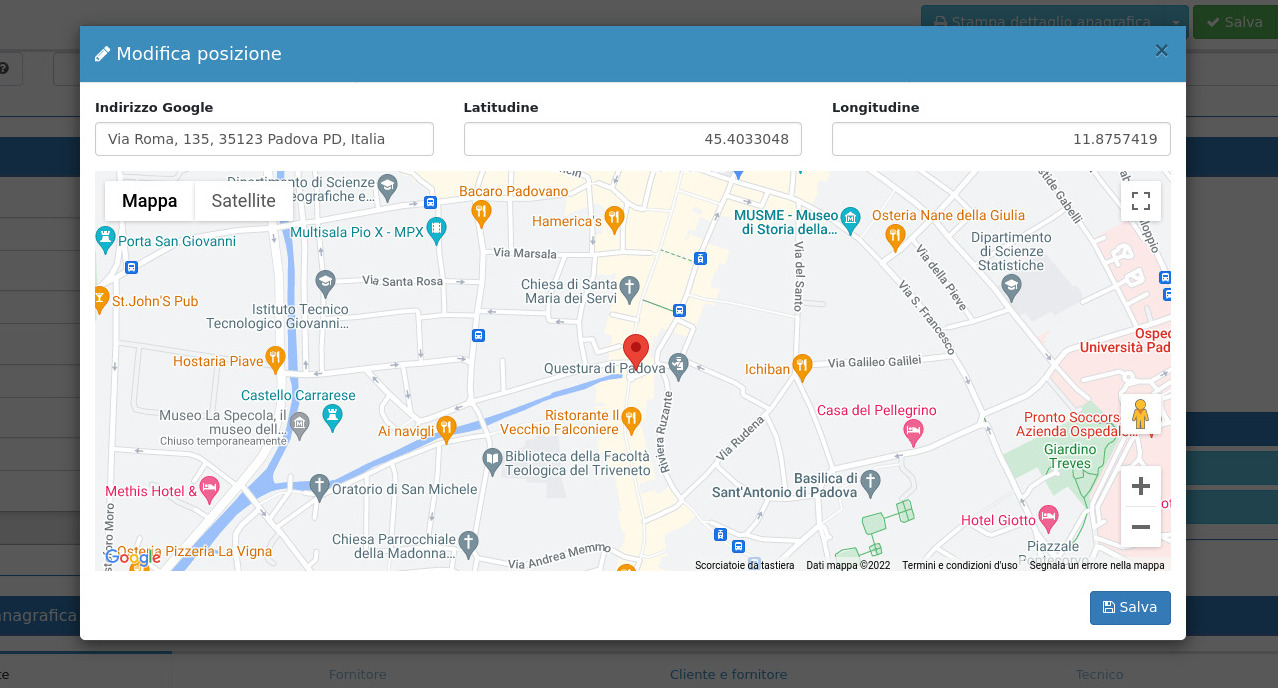 Stampa dettaglio anagrafica
Salva
Modifica posizione
×
Indirizzo Google
Latitudine
Longitudine
Via Roma, 135, 35123 Padova PD, Italia
45.4033048
11.8757419
Mappa
Satellite
Dipartimento di Scienze
eografiche e...
Bacaro Padovano
Hamerica's
MUSME - Museo
di Storia della...
Osteria Nane della Giulia
Porta San Giovanni
Multisala Pio X - MPX
Via Marsala
Dipartimento
di Scienze
Statistiche
Via Santa Rosa
Chiesa di Santa
Maria dei Servi
Via del Santo
Via della Pieve
Via S. Francesco
St.John'S Pub
Istituto Tecnico
Tecnologico Giovanni...
Hostaria Piave
Questura di Padova
Ichiban
Via Galileo Galilei
Osped
Università Pad
Castello Carrarese
Museo La Specola, il
museo dell...
Chiuso temporaneamente
Ai navigli
Ristorante Il
Vecchio Falconiere
Riviera Ruzante
Via Rudena
Casa del Pellegrino
Pronto Soccors
Azienda Ospedal...
Giardino
Treves
Biblioteca della Facoltà
Teologica del Triveneto
Methis Hotel &
Oratorio di San Michele
Basilica di
Sant'Antonio di Padova
Hotel Giotto
Chiesa Parrocchiale
della Madonna...
Via Andrea Memmo
Osteria Pizzeria La Vigna
Google
Piazzale
Scorciatoie da tastiera
Dati mappa ©2022
Termini e condizioni d'uso
Segnala un errore nella mappa
Salva
anagrafica
Fornitore
Cliente e fornitore
Tecnico